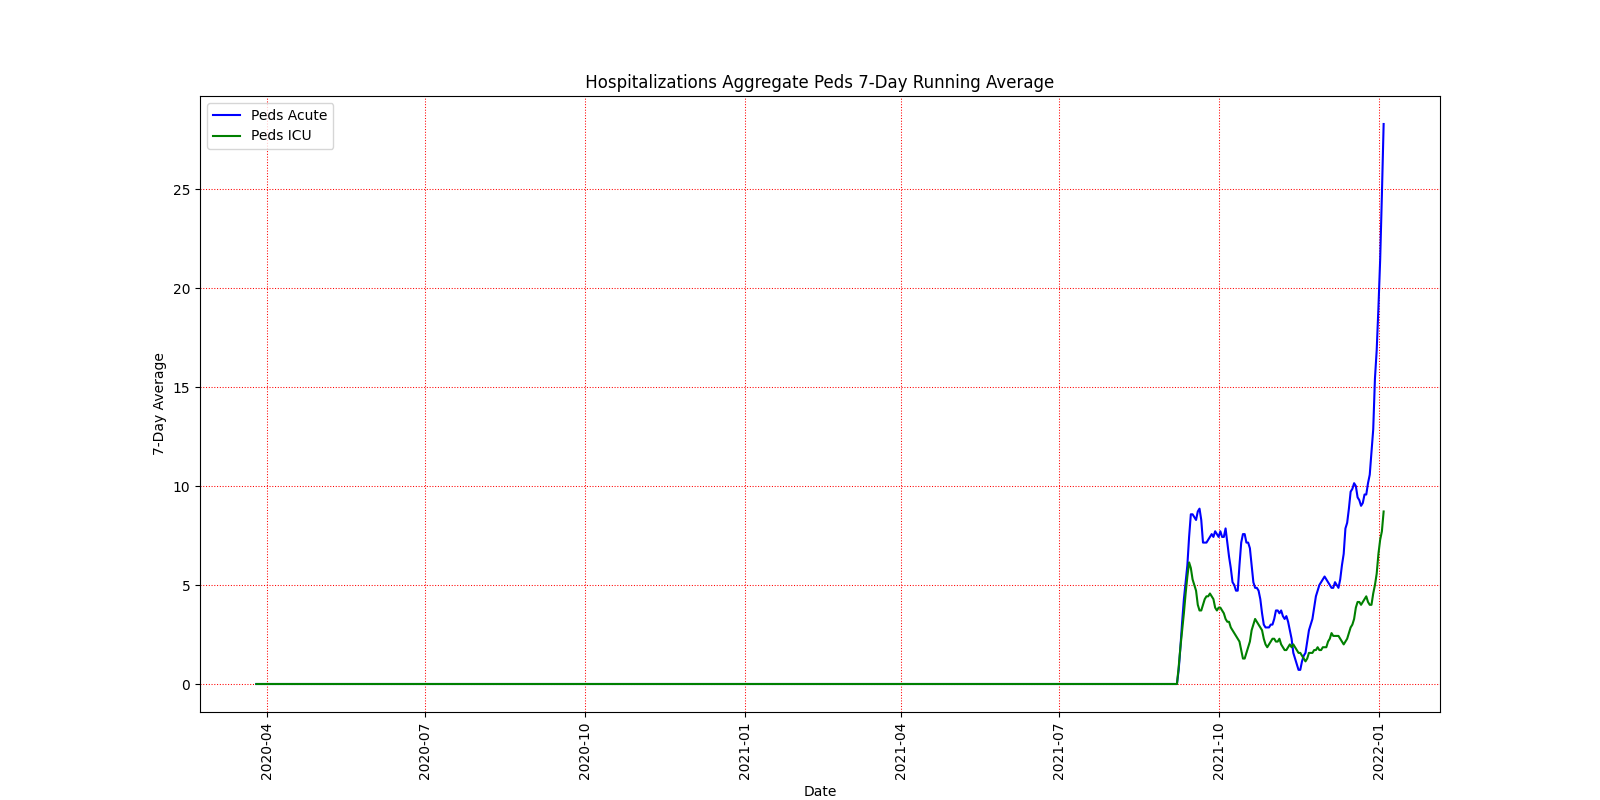 Hospitalizations Aggregate Peds 7-Day Running Average
Peds Acute
Peds ICU
7-Day Average
25
20
15
10
5
0
2020-04
2020-07
2020-10
2021-01
2021-04
2021-07
2021-10
2022-01
Date